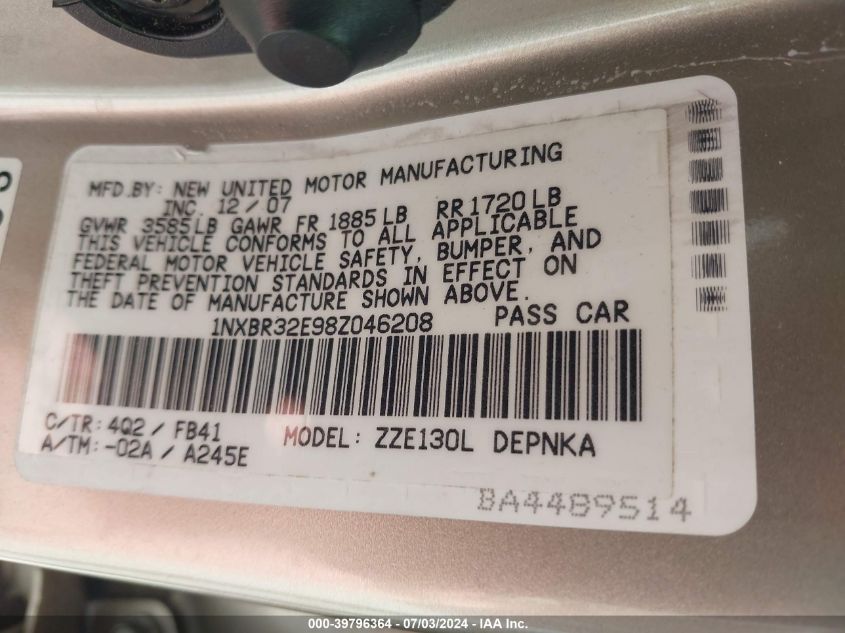 MFD.BY: NEW UNITED MOTOR MANUFACTURING
INC. 12/07
GVWR 3585LB GAWR FR 1885LB RR1720LB
THIS VEHICLE CONFORMS TO ALL APPLICABLE
FEDERAL MOTOR VEHICLE SAFETY, BUMPER, AND
THEFT PREVENTION STANDARDS IN EFFECT ON
THE DATE OF MANUFACTURE SHOWN ABOVE.
1NXBR32E98Z046208 PASS CAR
C/TR: 4Q2 / FB41
A/TM: -02A / A245E MODEL: ZZE130L DEPNKA
BA4489514
000-39796364 / 07/03/2024 - IAA Inc.